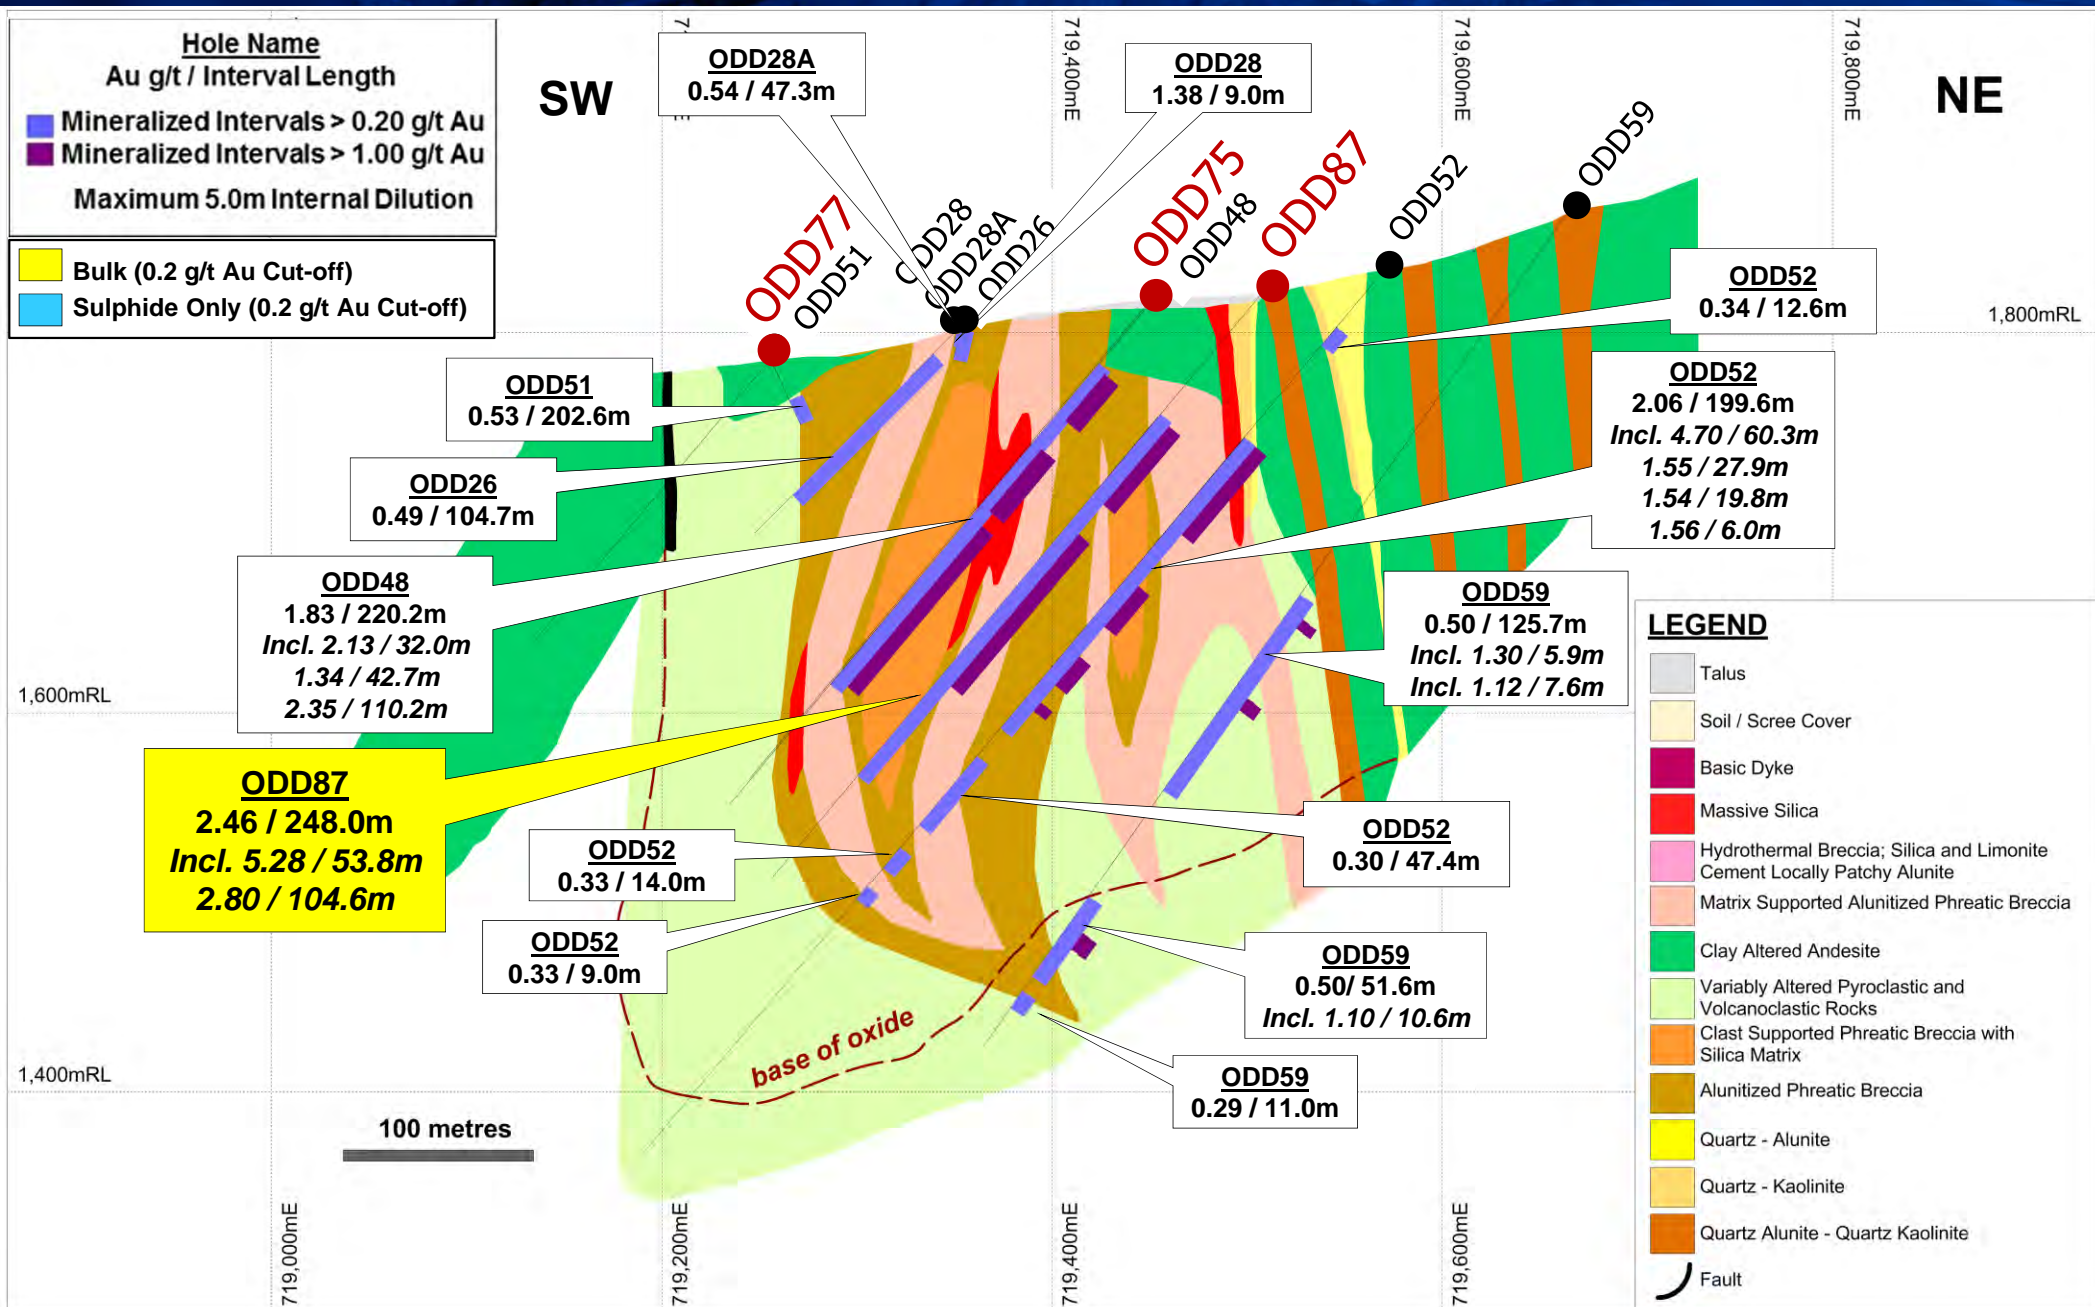 Hole Name
Au g/t / Interval Length
Mineralized Intervals > 0.20 g/t Au
Mineralized Intervals > 1.00 g/t Au
Maximum 5.0m Internal Dilution
Bulk (0.2 g/t Au Cut-off)
Sulphide Only (0.2 g/t Au Cut-off)
SW
NE
719,400mE
719,600mE
719,800mE
ODD28A
0.54 / 47.3m
ODD28
1.38 / 9.0m
ODD77
ODD51
ODD28
ODD28A
ODD26
ODD75
ODD48
ODD87
ODD52
ODD59
ODD52
0.34 / 12.6m
1,800mRL
ODD51
0.53 / 202.6m
ODD26
0.49 / 104.7m
ODD52
2.06 / 199.6m
Incl. 4.70 / 60.3m
1.55 / 27.9m
1.54 / 19.8m
1.56 / 6.0m
ODD48
1.83 / 220.2m
Incl. 2.13 / 32.0m
1.34 / 42.7m
2.35 / 110.2m
ODD59
0.50 / 125.7m
Incl. 1.30 / 5.9m
Incl. 1.12 / 7.6m
1,600mRL
ODD87
2.46 / 248.0m
Incl. 5.28 / 53.8m
2.80 / 104.6m
ODD52
0.33 / 14.0m
ODD52
0.30 / 47.4m
ODD52
0.33 / 9.0m
ODD59
0.50/ 51.6m
Incl. 1.10 / 10.6m
ODD59
0.29 / 11.0m
base of oxide
1,400mRL
100 metres
719,000mE
719,200mE
719,400mE
719,600mE
LEGEND
Talus
Soil / Scree Cover
Basic Dyke
Massive Silica
Hydrothermal Breccia; Silica and Limonite
Cement Locally Patchy Alunite
Matrix Supported Alunitized Phreatic Breccia
Clay Altered Andesite
Variably Altered Pyroclastic and
Volcanoclastic Rocks
Clast Supported Phreatic Breccia with
Silica Matrix
Alunitized Phreatic Breccia
Quartz - Alunite
Quartz - Kaolinite
Quartz Alunite - Quartz Kaolinite
Fault